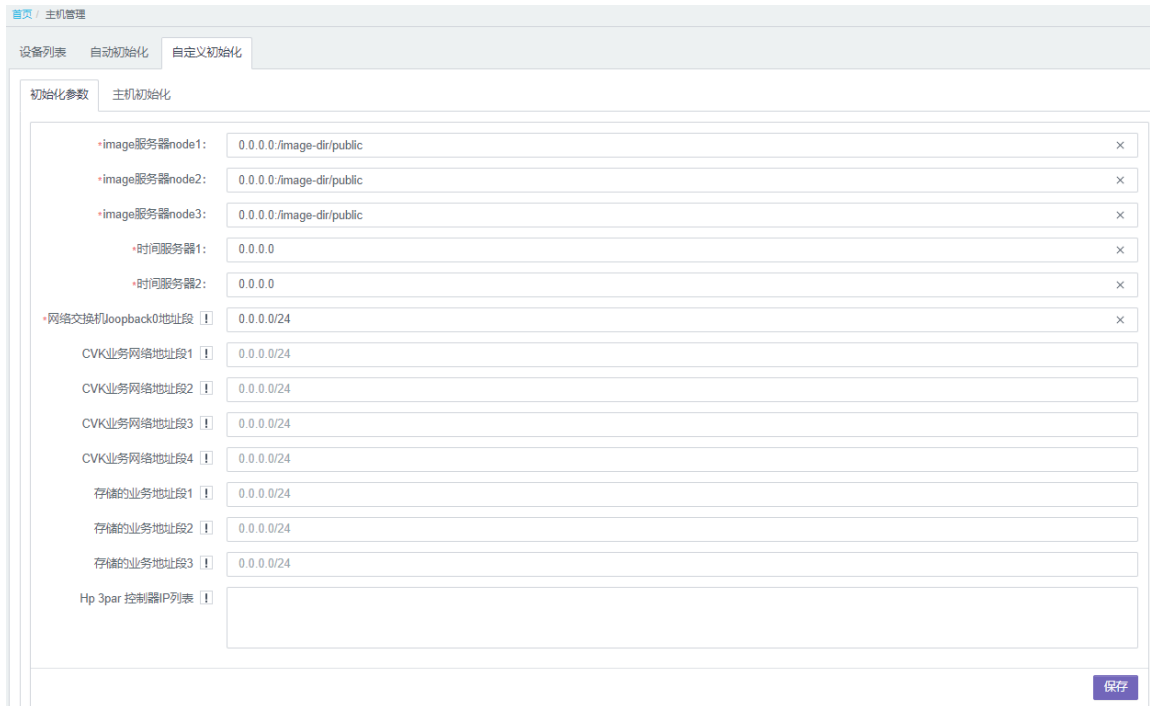 首页 / 主机管理
设备列表 自动初始化 自定义初始化
初始化参数 主机初始化
*image服务器node1: 0.0.0.0:/image-dir/public ×
*image服务器node2: 0.0.0.0:/image-dir/public ×
*image服务器node3: 0.0.0.0:/image-dir/public ×
*时间服务器1: 0.0.0.0 ×
*时间服务器2: 0.0.0.0 ×
*网络交换机loopback0地址段 ! 0.0.0.0/24 ×
CVK业务网络地址段1 ! 0.0.0.0/24
CVK业务网络地址段2 ! 0.0.0.0/24
CVK业务网络地址段3 ! 0.0.0.0/24
CVK业务网络地址段4 ! 0.0.0.0/24
存储的业务地址段1 ! 0.0.0.0/24
存储的业务地址段2 ! 0.0.0.0/24
存储的业务地址段3 ! 0.0.0.0/24
Hp 3par 控制器IP列表 !
保存